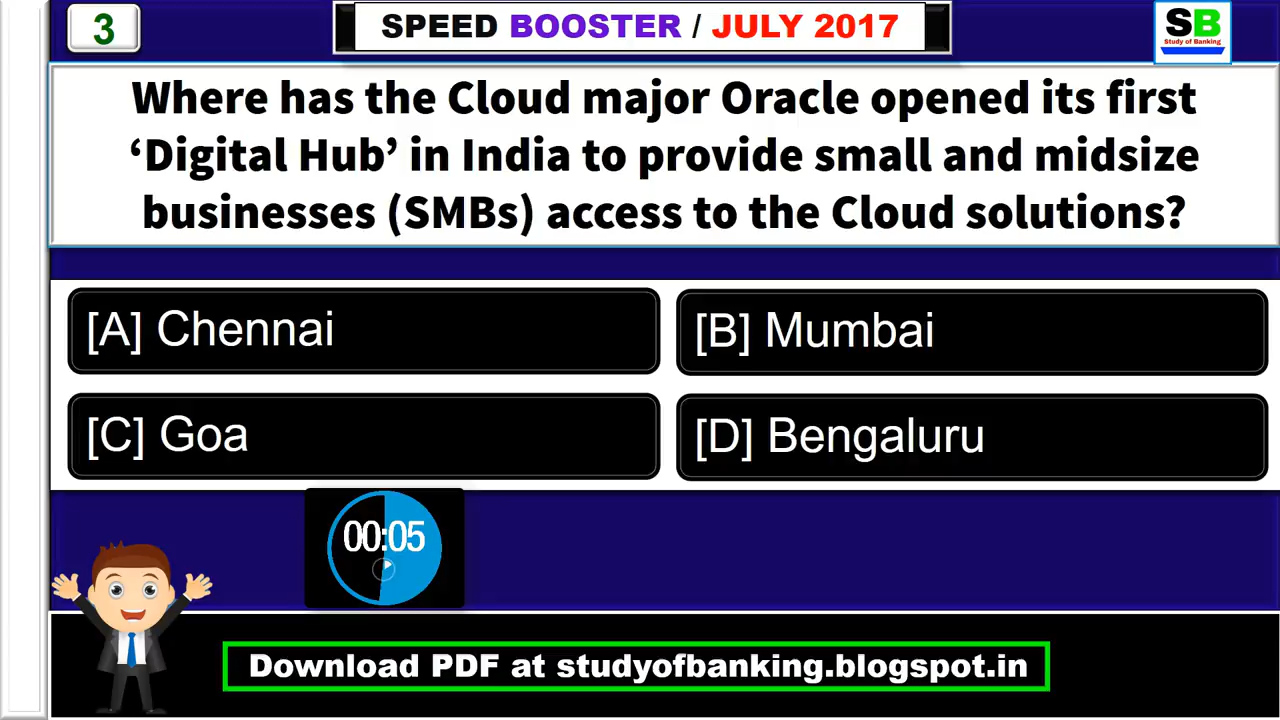 3
SPEED BOOSTER / JULY 2017
SB
Study of Banking
Where has the Cloud major Oracle opened its first
‘Digital Hub’ in India to provide small and midsize
businesses (SMBs) access to the Cloud solutions?
[A] Chennai
[B] Mumbai
[C] Goa
[D] Bengaluru
00:05
Download PDF at studyofbanking.blogspot.in